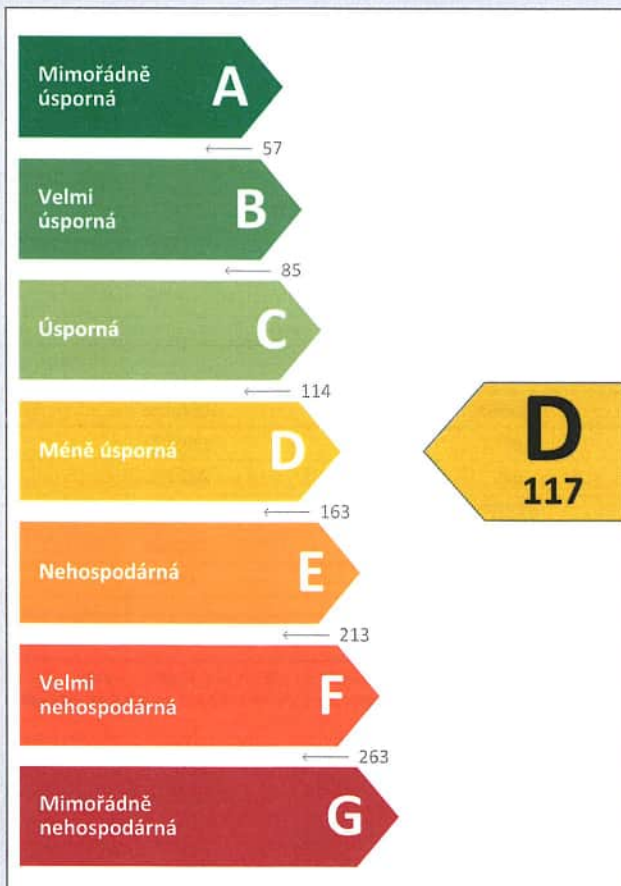 Mimořádně
úsporná
A
57
Velmi
úsporná
B
85
Úsporná
C
114
Méně úsporná
D
163
D
117
Nehospodárná
E
213
Velmi
nehospodárná
F
263
Mimořádně
nehospodárná
G